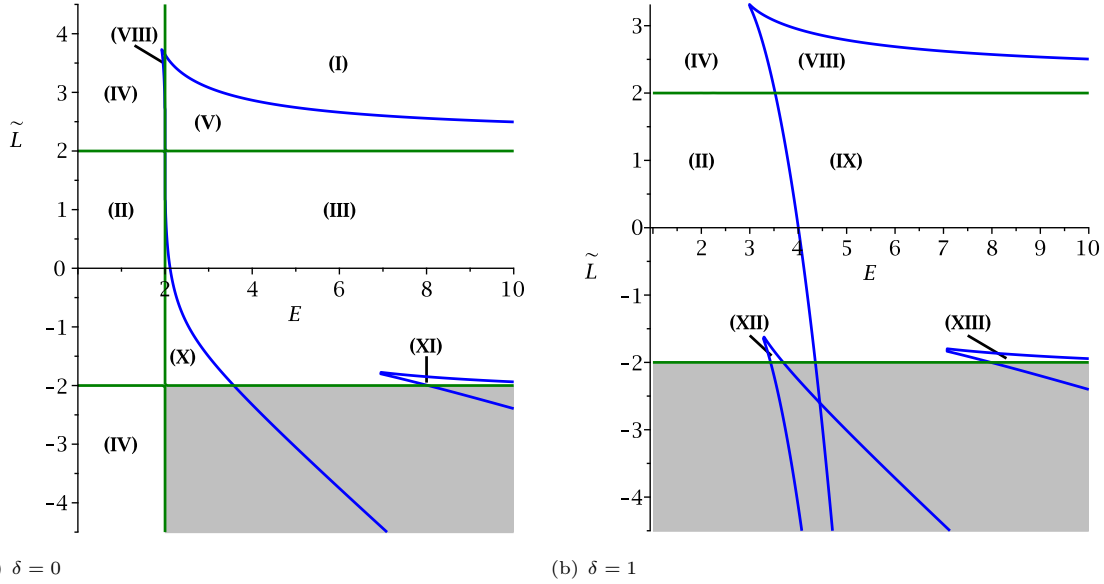 4
(VIII)
(I)
3
(IV)
(V)
L̃
2
1
(II)
(III)
0
2 4 6 8 10
E
-1
(XI)
(X)
-2
-3
(IV)
-4
δ = 0
3
(IV)
(VIII)
2
1
(II)
(IX)
0
2 3 4 5 6 7 8 9 10
L̃
E
-1
(XII)
(XIII)
-2
-3
-4
(b) δ = 1